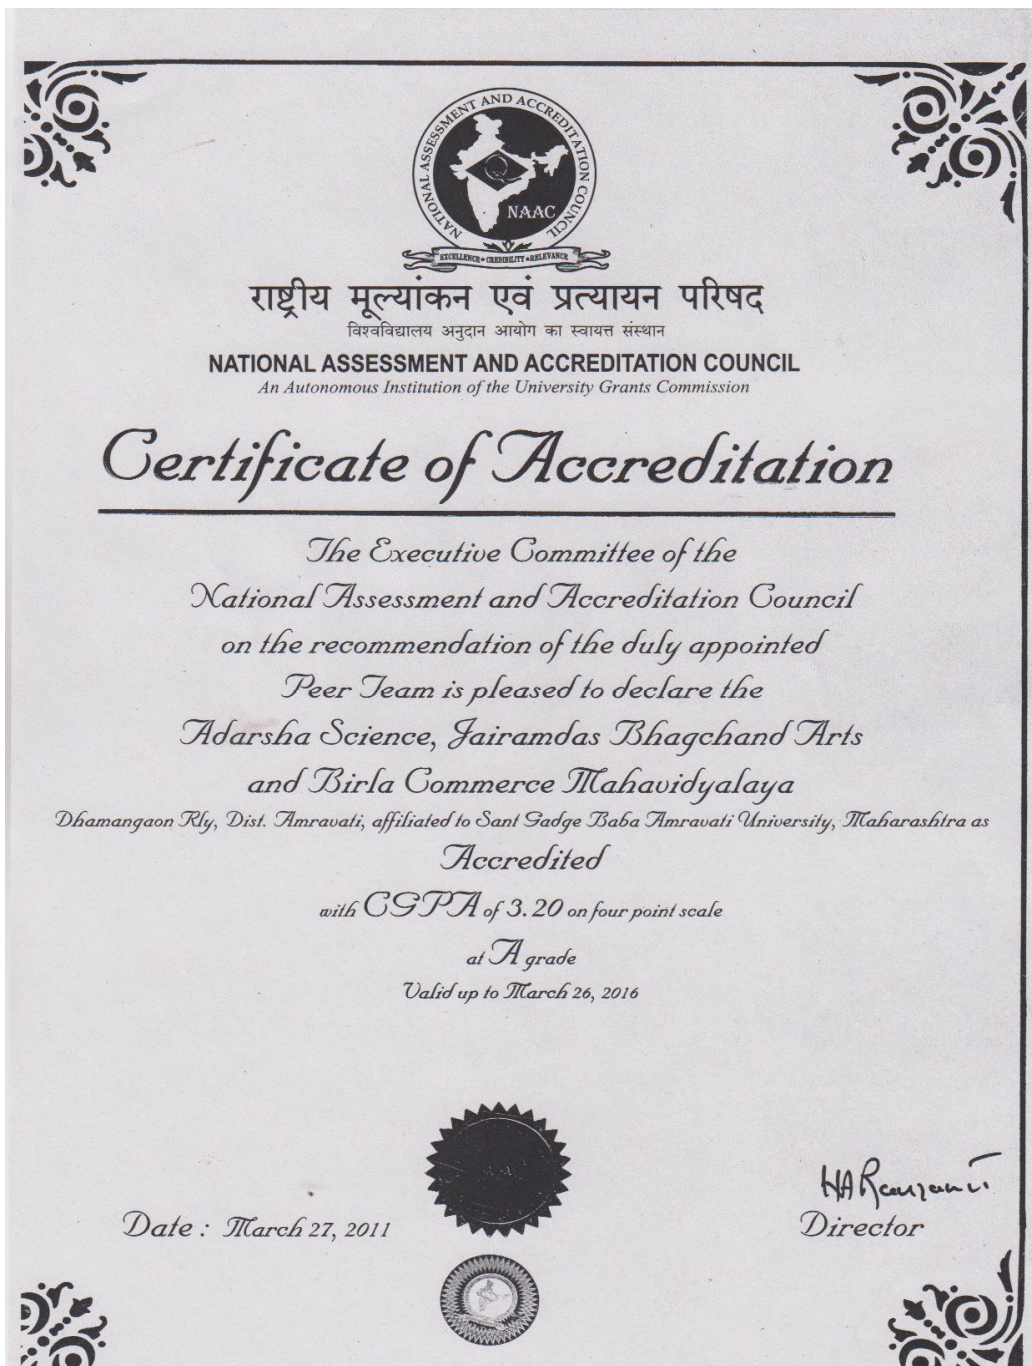 NATIONAL ASSESSMENT AND ACCREDITATION COUNCIL
NAAC
EXCELLENCE • CREDIBILITY • RELEVANCE
राष्ट्रीय मूल्यांकन एवं प्रत्यायन परिषद
विश्वविद्यालय अनुदान आयोग का स्वायत्त संस्थान
NATIONAL ASSESSMENT AND ACCREDITATION COUNCIL
An Autonomous Institution of the University Grants Commission
Certificate of Accreditation
The Executive Committee of the
National Assessment and Accreditation Council
on the recommendation of the duly appointed
Peer Team is pleased to declare the
Adarsha Science, Jairamdas Bhagchand Arts
and Birla Commerce Mahavidyalaya
Dhamangaon Rly, Dist. Amravati, affiliated to Sant Gadge Baba Amravati University, Maharashtra as
Accredited
with CGPA of 3.20 on four point scale
at A grade
Valid up to March 26, 2016
Date : March 27, 2011
Director